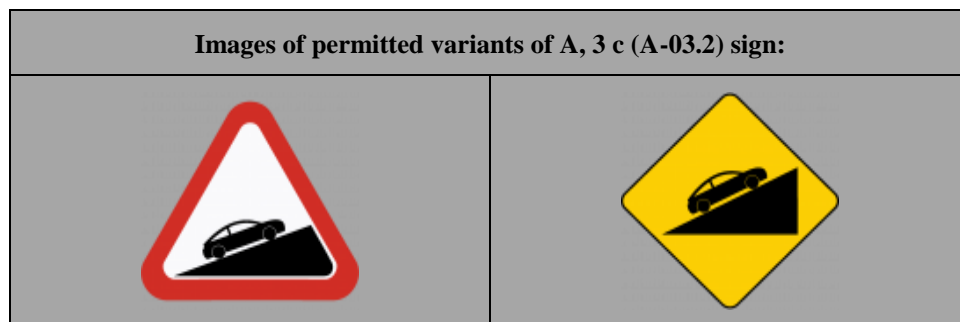 Images of permitted variants of A, 3 c (A-03.2) sign: